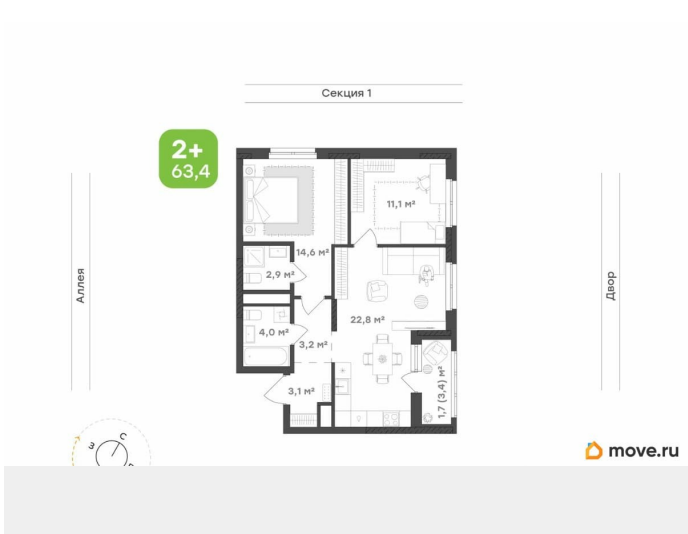 Секция 1
2+
63,4
11,1 м²
14,6 м²
2,9 м²
Аллея
Двор
22,8 м²
4,0 м²
3,2 м²
1,7 (3,4) м²
3,1 м²
С
З
move.ru